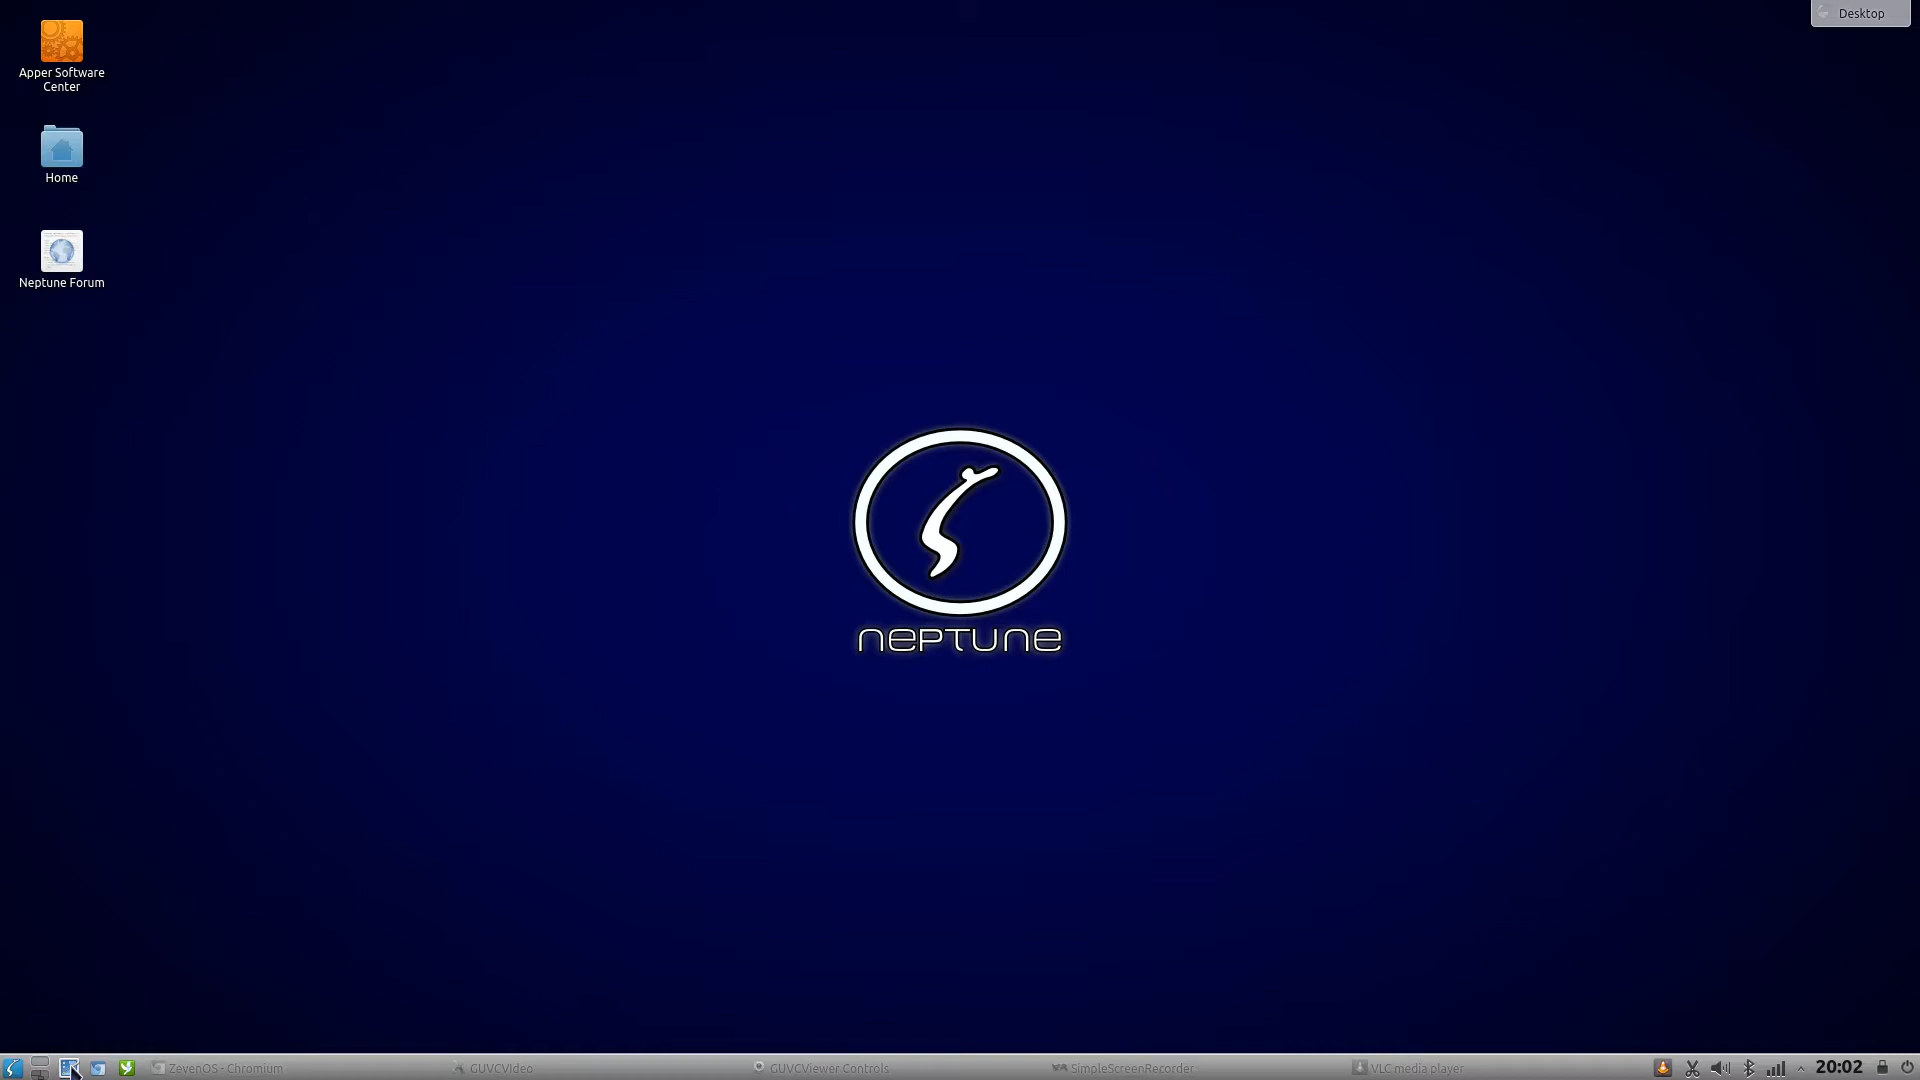 Desktop
Apper Software
Center
Home
Neptune Forum
NEPTUNE
ZevenOS - Chromium
GUVCVIdeo
GUVCViewer Controls
SimpleScreenRecorder
VLC media player
20:02